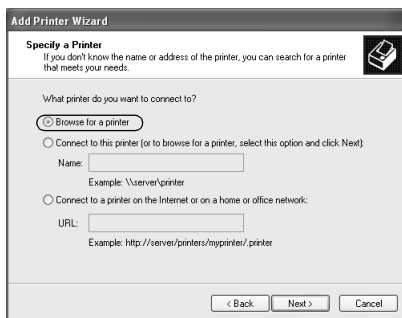 Add Printer Wizard
Specify a Printer
If you don't know the name or address of the printer, you can search for a printer
that meets your needs.
What printer do you want to connect to?
Browse for a printer
Connect to this printer (or to browse for a printer, select this option and click Next):
Name:
Example: \\server\printer
Connect to a printer on the Internet or on a home or office network:
URL:
Example: http://server/printers/myprinter/.printer
< Back Next > Cancel